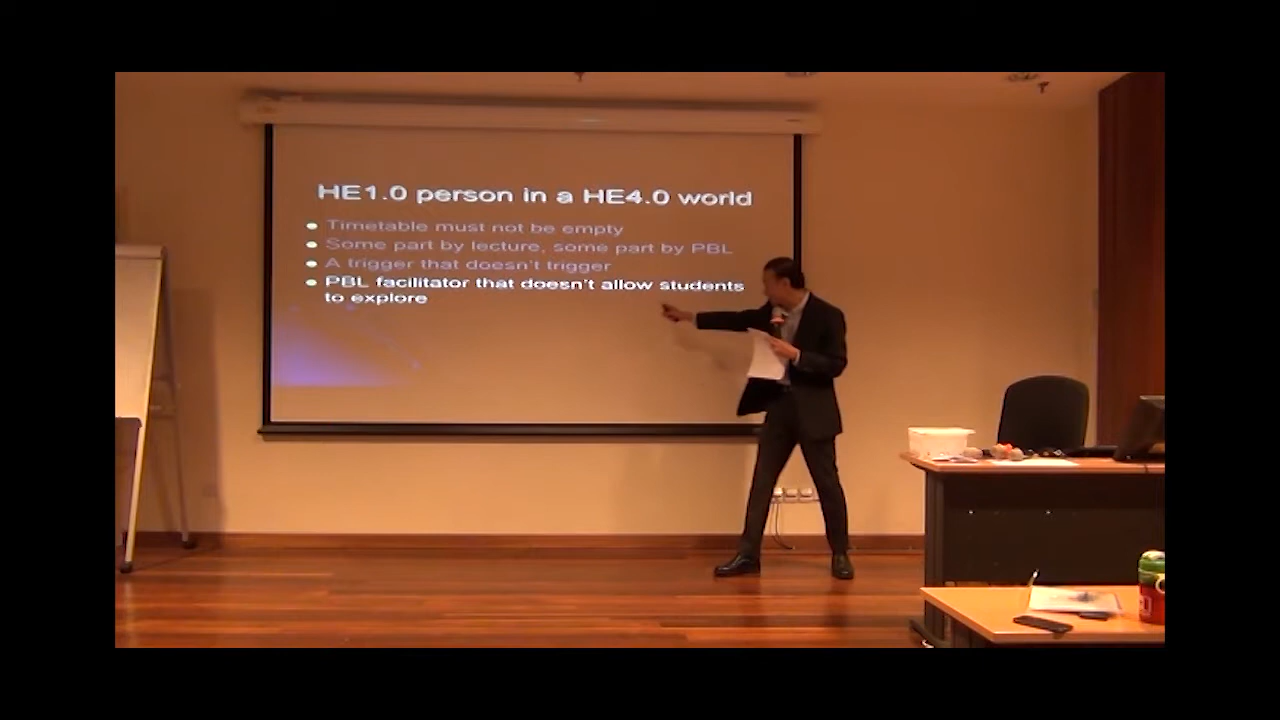 HE1.0 person in a HE4.0 world
Timetable must not be empty
Some part by lecture, some part by PBL
A trigger that doesn't trigger
PBL facilitator that doesn't allow students
to explore